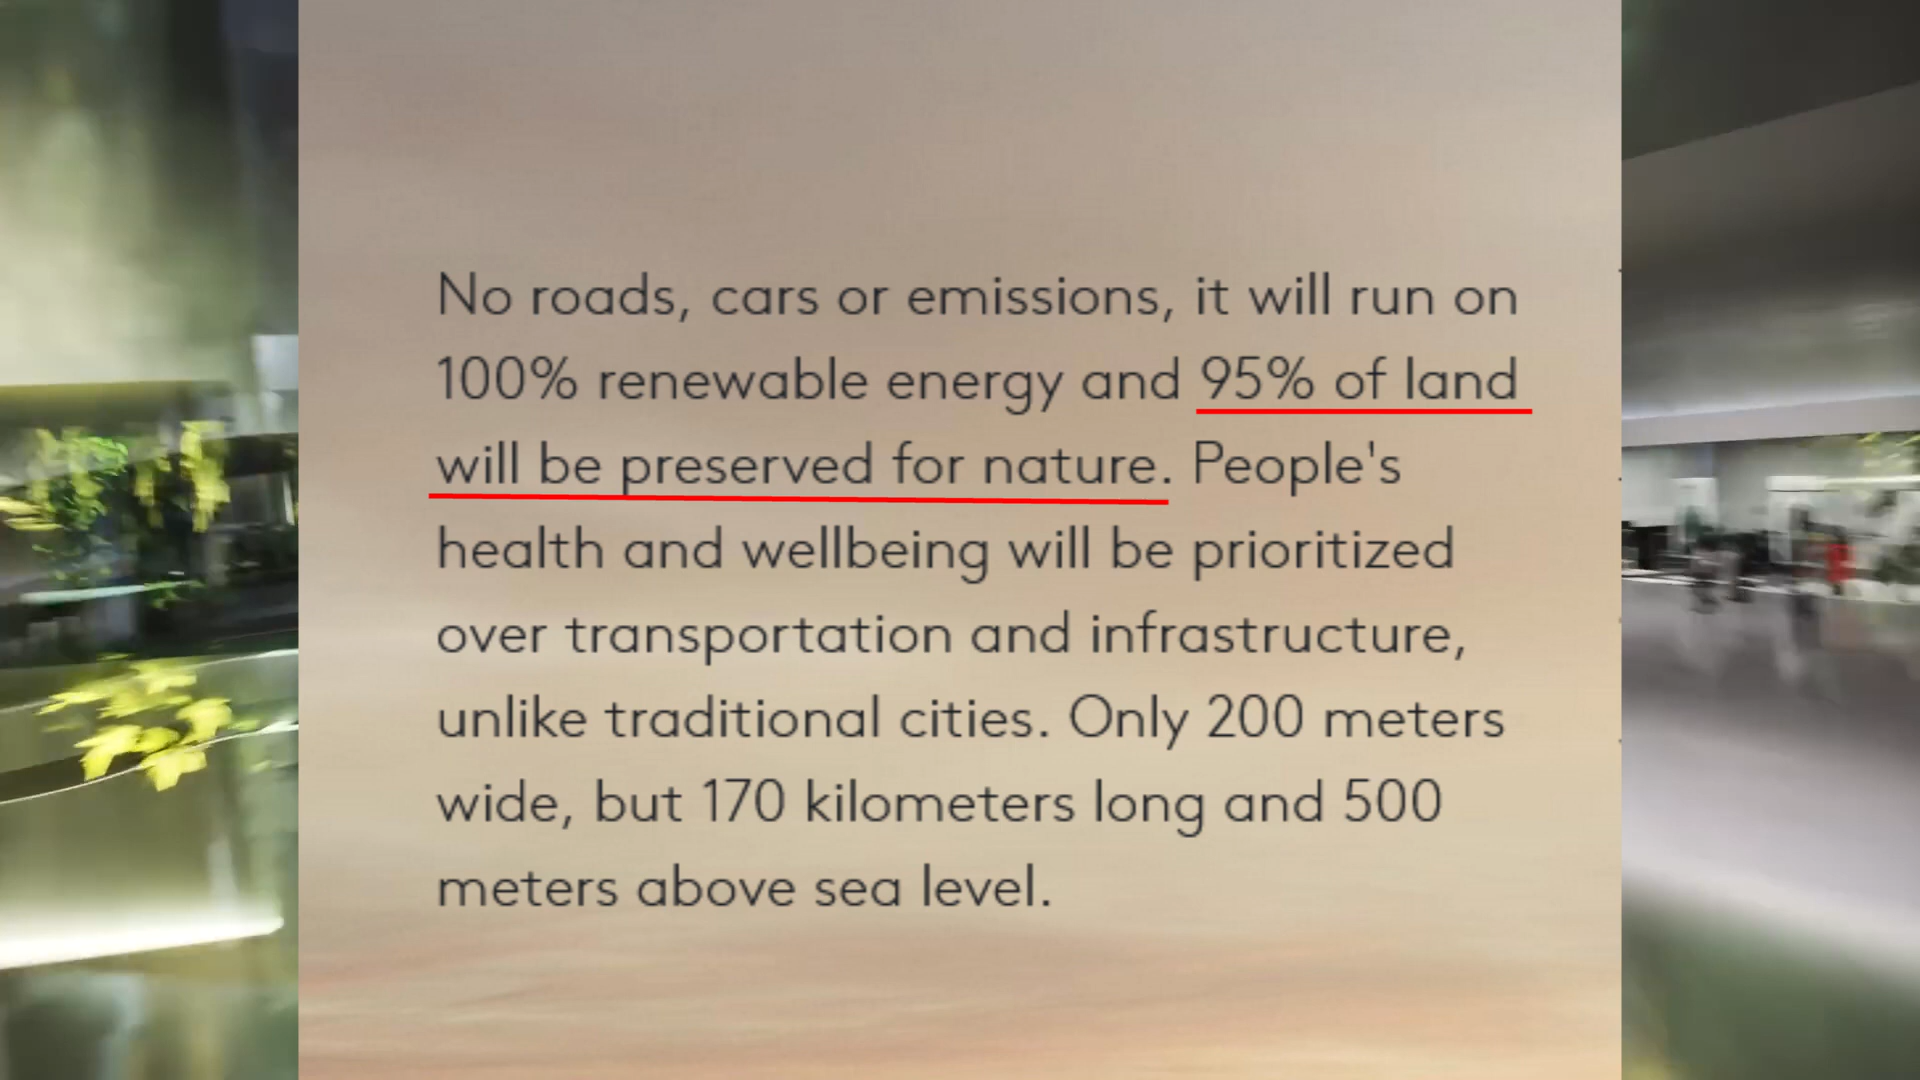 No roads, cars or emissions, it will run on
100% renewable energy and 95% of land
will be preserved for nature. People's
health and wellbeing will be prioritized
over transportation and infrastructure,
unlike traditional cities. Only 200 meters
wide, but 170 kilometers long and 500
meters above sea level.